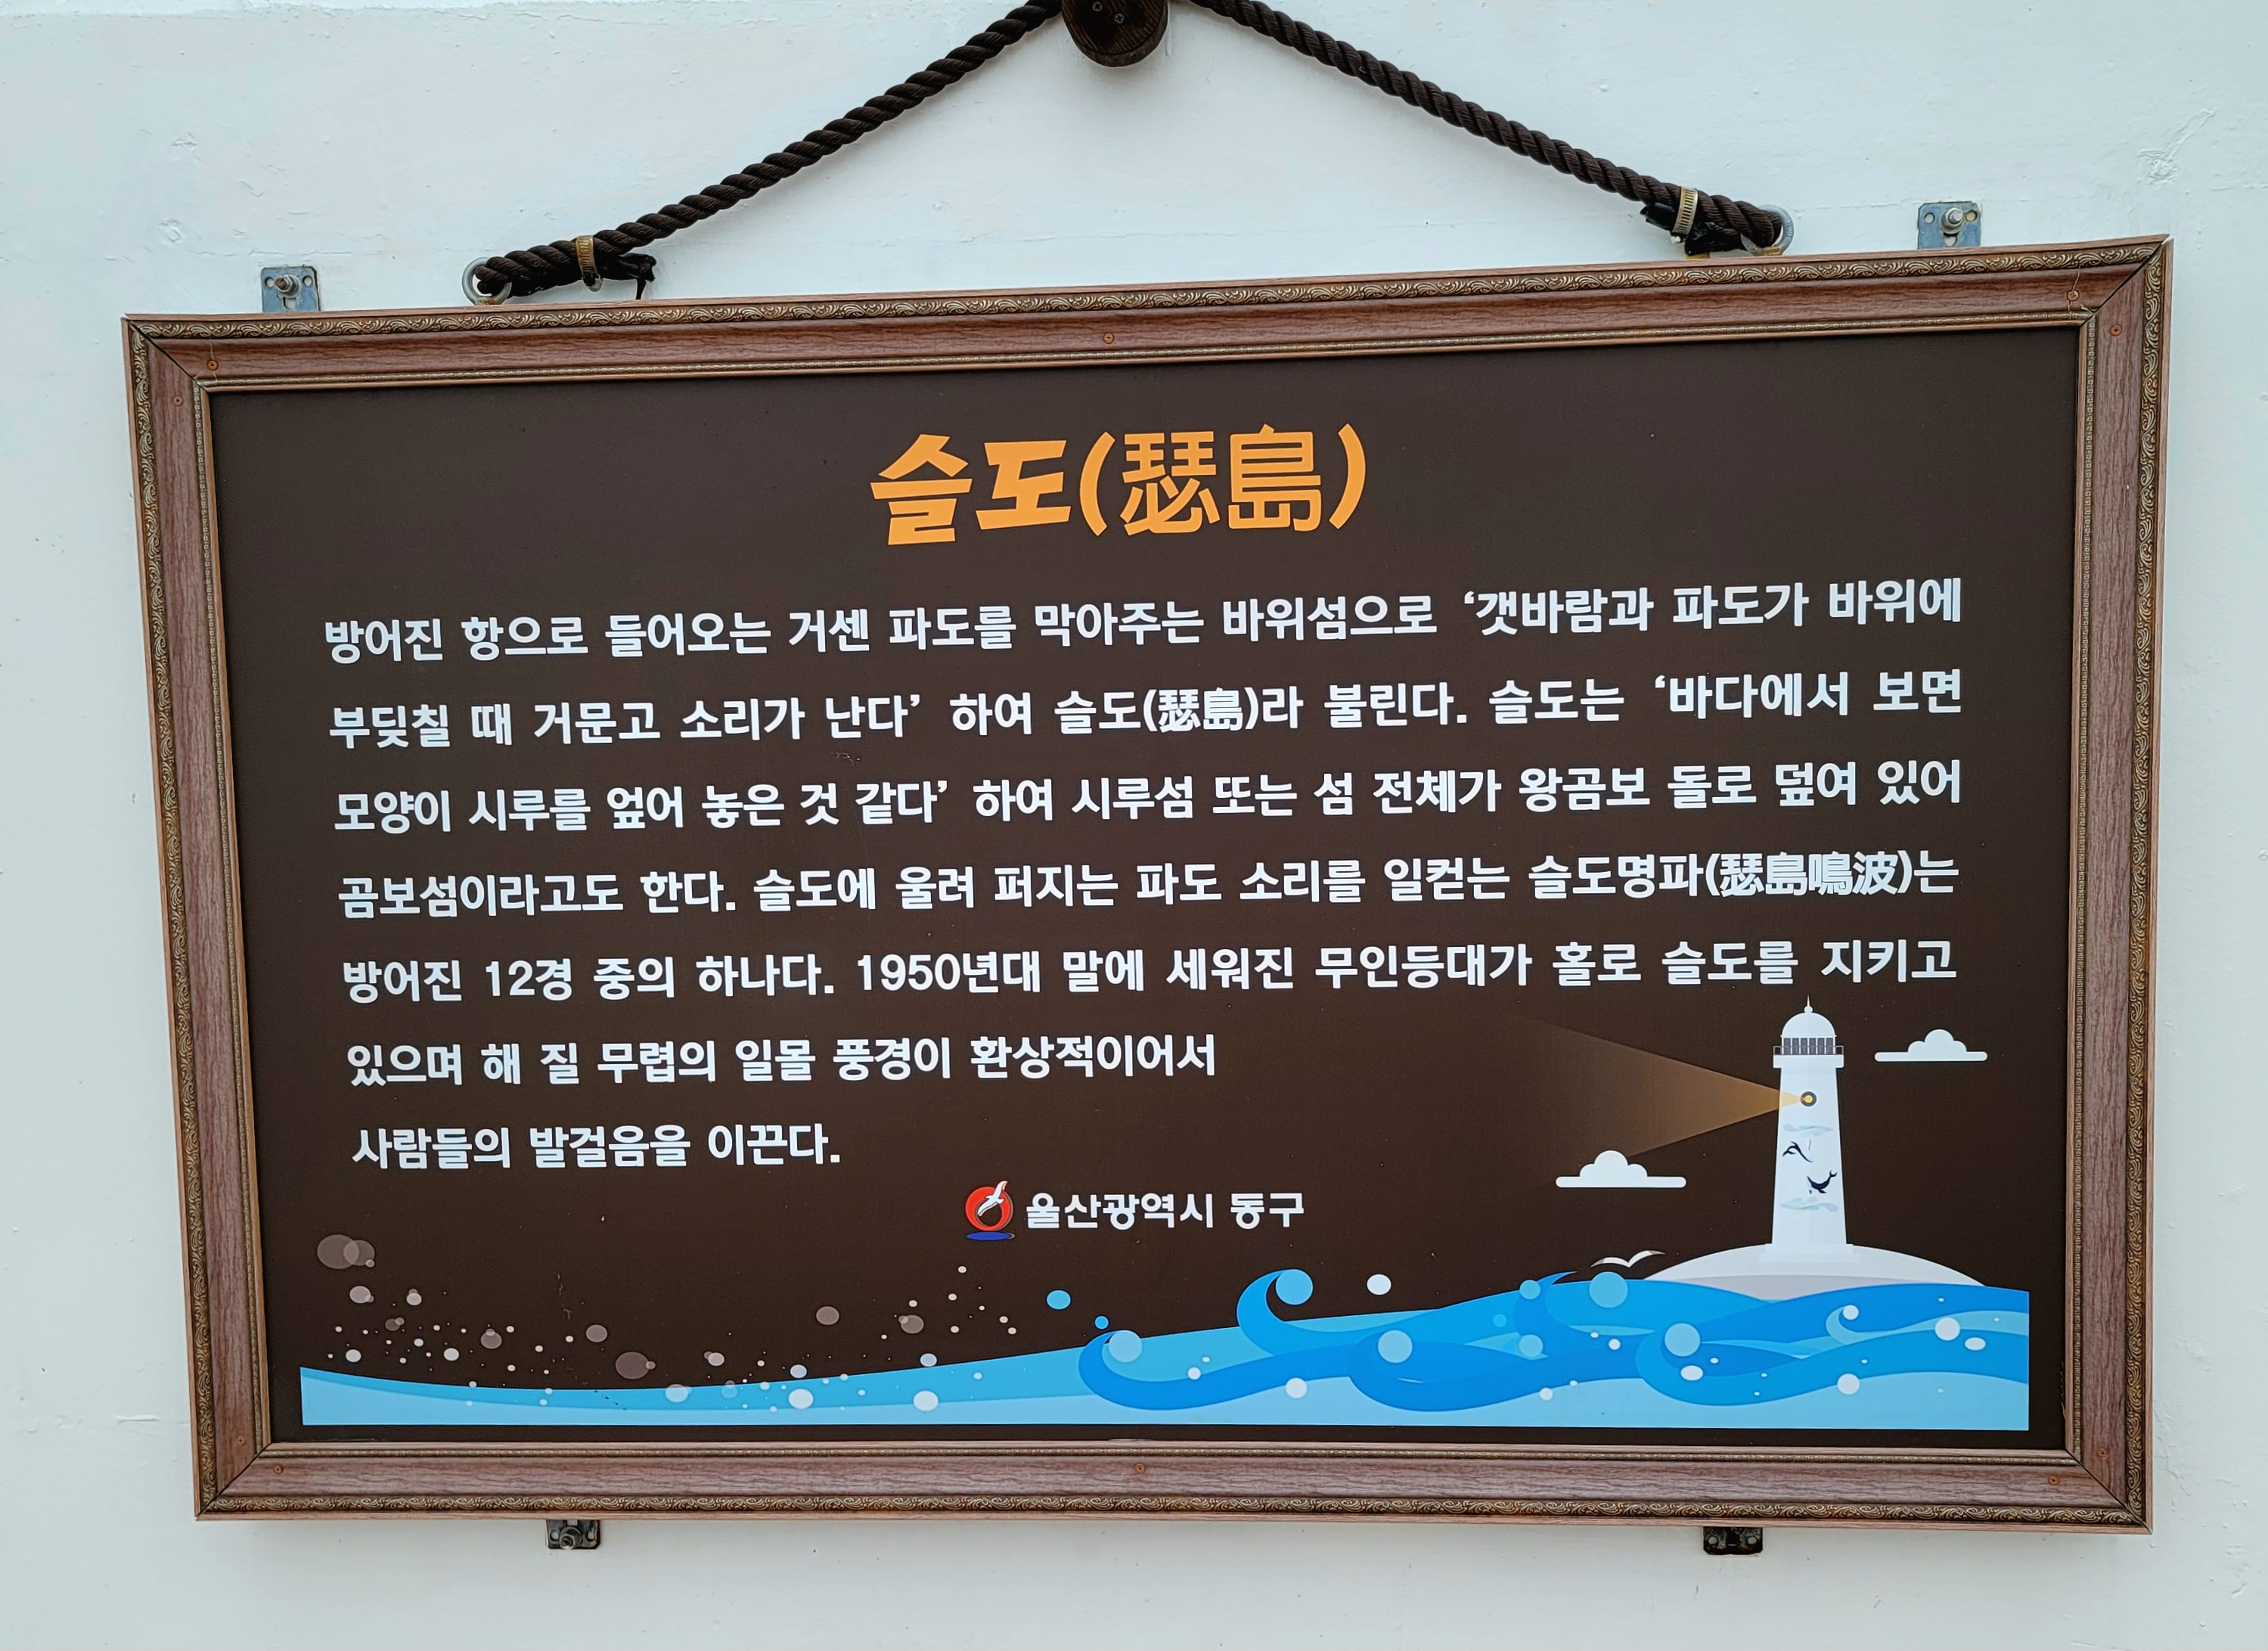 슬도(瑟島)
방어진 항으로 들어오는 거센 파도를 막아주는 바위섬으로 ‘갯바람과 파도가 바위에
부딪칠 때 거문고 소리가 난다’ 하여 슬도(瑟島)라 불린다. 슬도는 ‘바다에서 보면
모양이 시루를 엎어 놓은 것 같다’ 하여 시루섬 또는 섬 전체가 왕곰보 돌로 덮여 있어
곰보섬이라고도 한다. 슬도에 울려 퍼지는 파도 소리를 일컫는 슬도명파(瑟島鳴波)는
방어진 12경 중의 하나다. 1950년대 말에 세워진 무인등대가 홀로 슬도를 지키고
있으며 해 질 무렵의 일몰 풍경이 환상적이어서
사람들의 발걸음을 이끈다.
울산광역시 동구